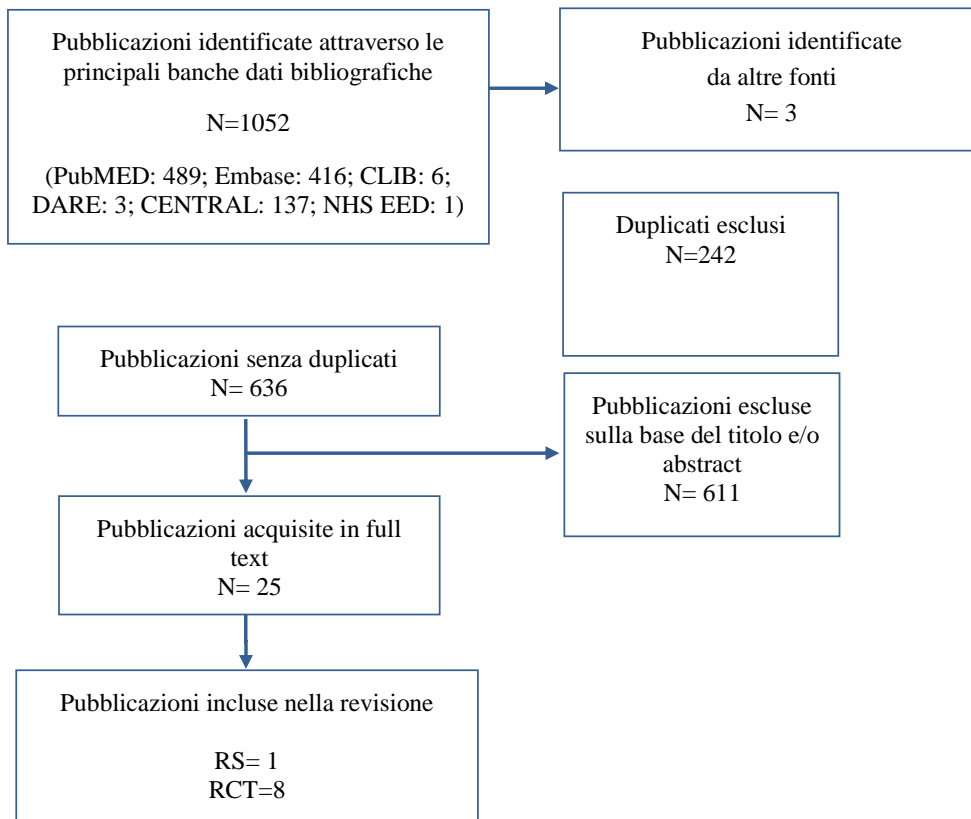 Pubblicazioni identificate attraverso le
principali banche dati bibliografiche
N=1052
(PubMED: 489; Embase: 416; CLIB: 6;
DARE: 3; CENTRAL: 137; NHS EED: 1)
Pubblicazioni identificate
da altre fonti
N= 3
Duplicati esclusi
N=242
Pubblicazioni senza duplicati
N= 636
Pubblicazioni escluse
sulla base del titolo e/o
abstract
N= 611
Pubblicazioni acquisite in full
text
N= 25
Pubblicazioni incluse nella revisione
RS= 1
RCT=8